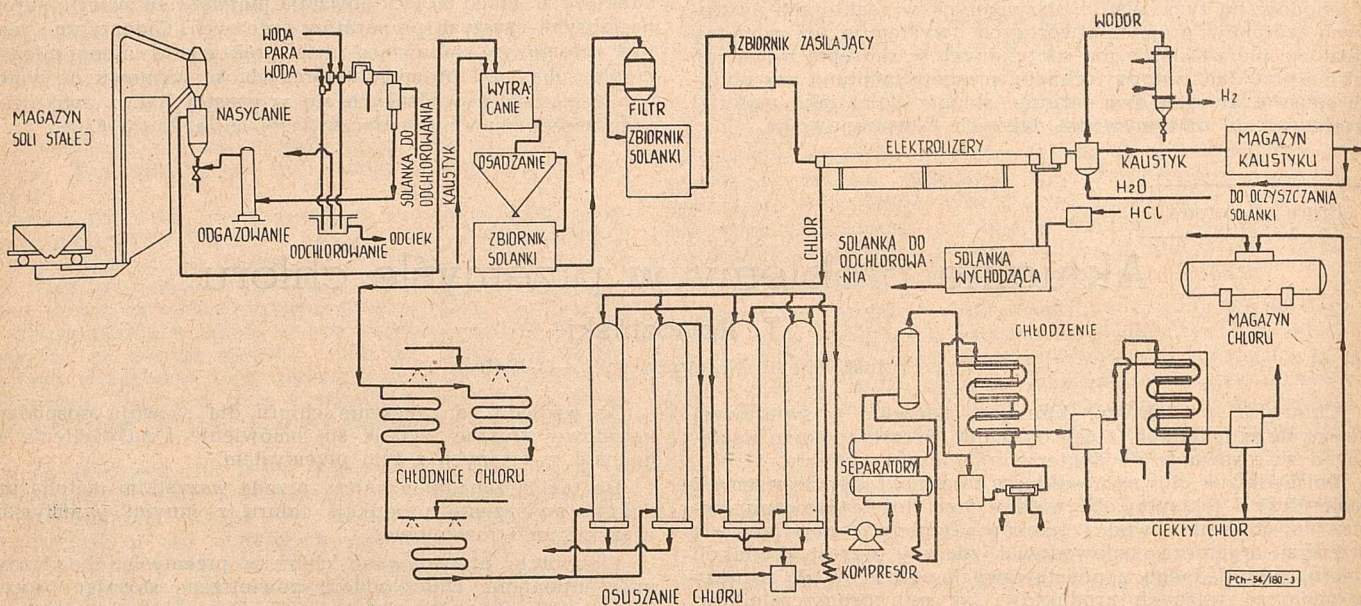 MAGAZYN
SOLI STAŁEJ
NASYCANIE
ODGAZOWANIE
WODA
PARA
WODA
ODCHLOROWANIE
ODCIEK
SOLANKA DO
ODCHLOROWANIA
KAUSTYK
WYTRĄ-
CANIE
OSADZANIE
ZBIORNIK
SOLANKI
FILTR
ZBIORNIK
SOLANKI
ZBIORNIK ZASILAJĄCY
ELEKTROLIZERY
CHLOR
WODÓR
H2
KAUSTYK
H2O
HCl
MAGAZYN
KAUSTYKU
DO OCZYSZCZANIA
SOLANKI
SOLANKA DO
ODCHLOROWA
NIA
SOLANKA
WYCHODZĄCA
MAGAZYN
CHLORU
CHŁODNICE CHLORU
OSUSZANIE CHLORU
SEPARATORY
KOMPRESOR
CHŁODZENIE
CIEKŁY CHLOR
PCh-54/180-3